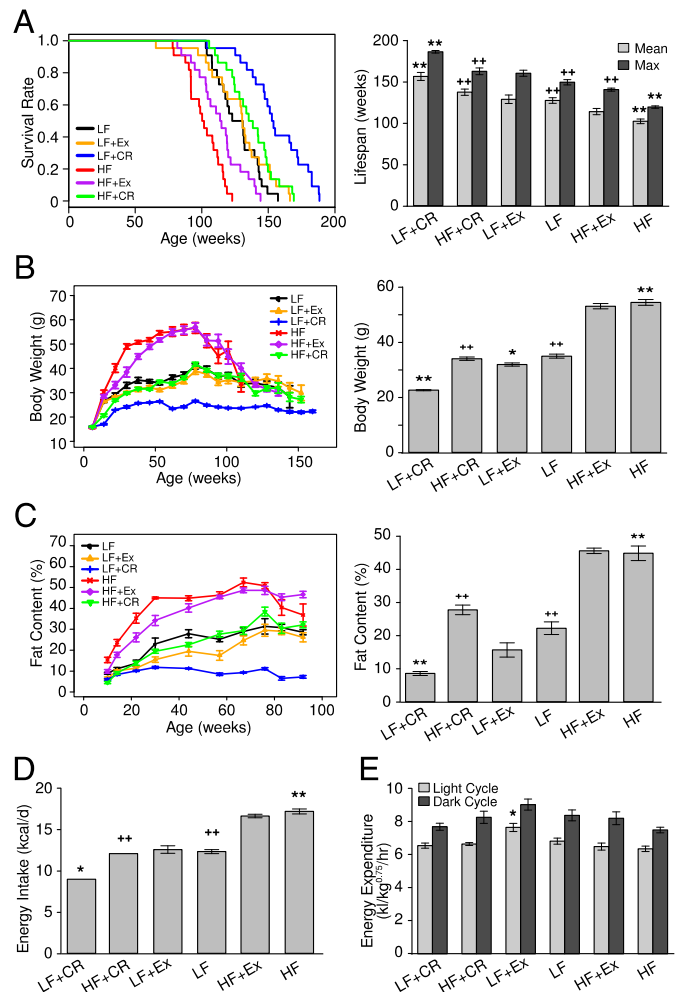 A
Survival Rate
1.0
0.8
0.6
0.4
0.2
0.0
LF
LF+Ex
LF+CR
HF
HF+Ex
HF+CR
0 50 100 150 200
Age (weeks)
Lifespan (weeks)
200
150
100
50
0
Mean
Max
** **
++ ++
++ ++
++
** **
LF+CR HF+CR LF+Ex LF HF+Ex HF
B
Body Weight (g)
70
60
50
40
30
20
10
LF
LF+Ex
LF+CR
HF
HF+Ex
HF+CR
0 50 100 150
Age (weeks)
Body Weight (g)
60
40
20
0
** ++ * ++ **
LF+CR HF+CR LF+Ex LF HF+Ex HF
C
Fat Content (%)
70
60
50
40
30
20
10
0
LF
LF+Ex
LF+CR
HF
HF+Ex
HF+CR
0 20 40 60 80 100
Age (weeks)
Fat Content (%)
50
40
30
20
10
0
** ++ ++ **
LF+CR HF+CR LF+Ex LF HF+Ex HF
D
Energy Intake (kcal/d)
20
15
10
5
0
* ++ ++ **
LF+CR HF+CR LF+Ex LF HF+Ex HF
E
Energy Expenditure
(kl/kg0.75/hr)
10
8
6
4
2
0
Light Cycle
Dark Cycle
*
LF+CR HF+CR LF+Ex LF HF+Ex HF